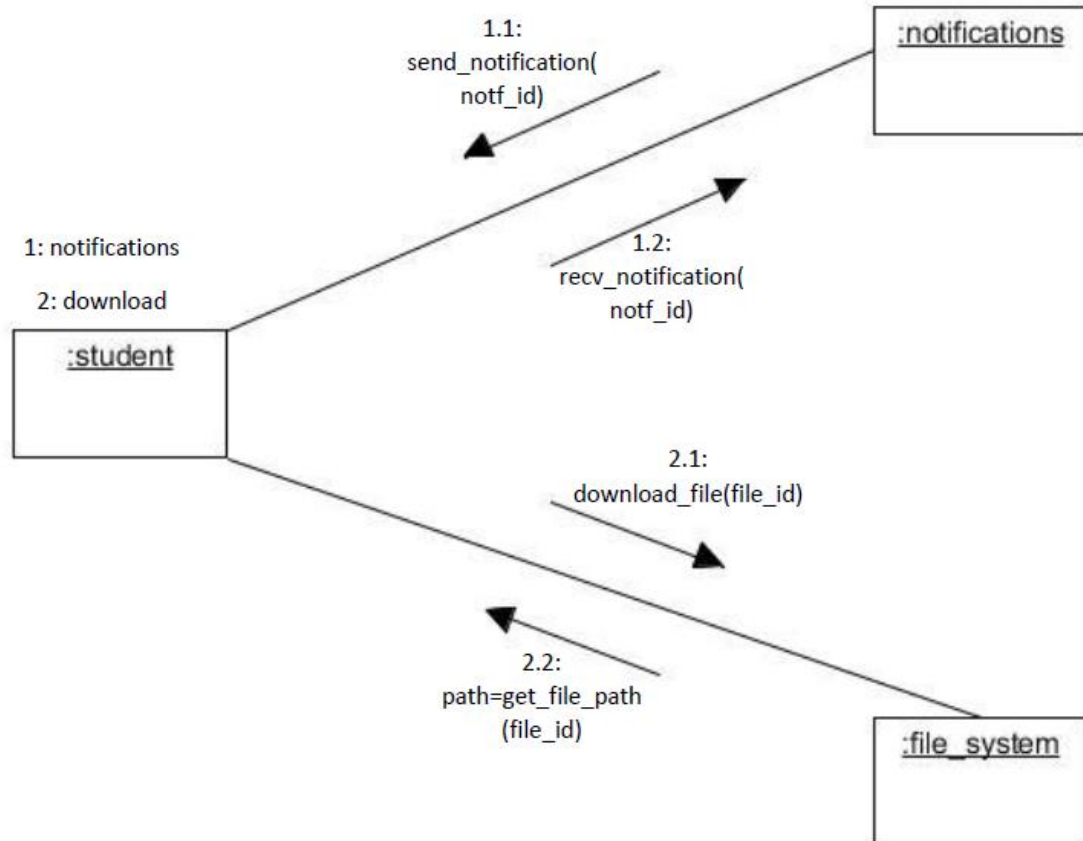 1.1:
send_notification(
notf_id)
:notifications
1.2:
recv_notification(
notf_id)
1: notifications
2: download
:student
2.1:
download_file(file_id)
2.2:
path=get_file_path
(file_id)
:file_system